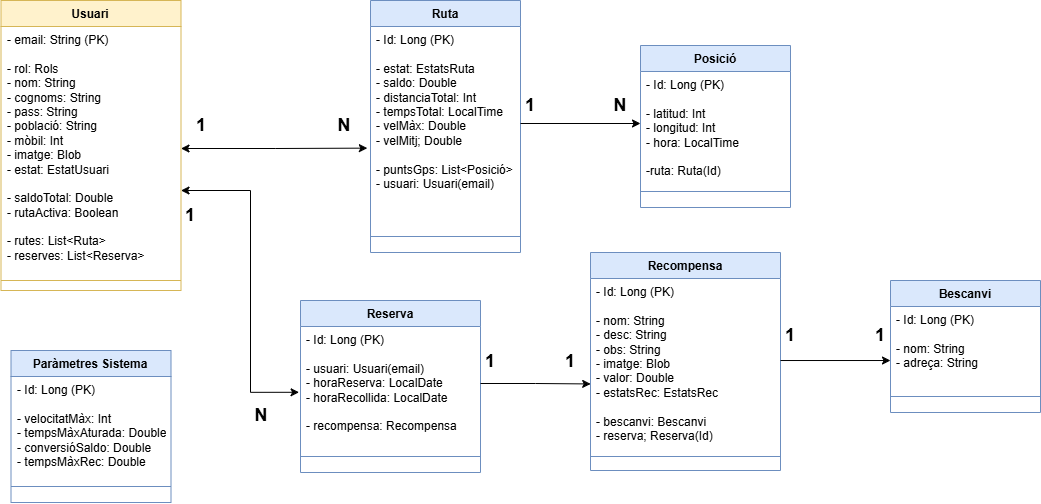 Usuari
- email: String (PK)
- rol: Rols
- nom: String
- cognoms: String
- pass: String
- població: String
- mòbil: Int
- imatge: Blob
- estat: EstatUsuari
- saldoTotal: Double
- rutaActiva: Boolean
- rutes: List<Ruta>
- reserves: List<Reserva>
Ruta
- Id: Long (PK)
- estat: EstatsRuta
- saldo: Double
- distanciaTotal: Int
- tempsTotal: LocalTime
- velMàx: Double
- velMitj; Double
- puntsGps: List<Posició>
- usuari: Usuari(email)
Posició
- Id: Long (PK)
- latitud: Int
- longitud: Int
- hora: LocalTime
-ruta: Ruta(Id)
1
N
1
N
1
N
Reserva
- Id: Long (PK)
- usuari: Usuari(email)
- horaReserva: LocalDate
- horaRecollida: LocalDate
- recompensa: Recompensa
1
1
Recompensa
- Id: Long (PK)
- nom: String
- desc: String
- obs: String
- imatge: Blob
- valor: Double
- estatsRec: EstatsRec
- bescanvi: Bescanvi
- reserva; Reserva(Id)
1
1
Bescanvi
- Id: Long (PK)
- nom: String
- adreça: String
Paràmetres Sistema
- Id: Long (PK)
- velocitatMàx: Int
- tempsMàxAturada: Double
- conversióSaldo: Double
- tempsMàxRec: Double